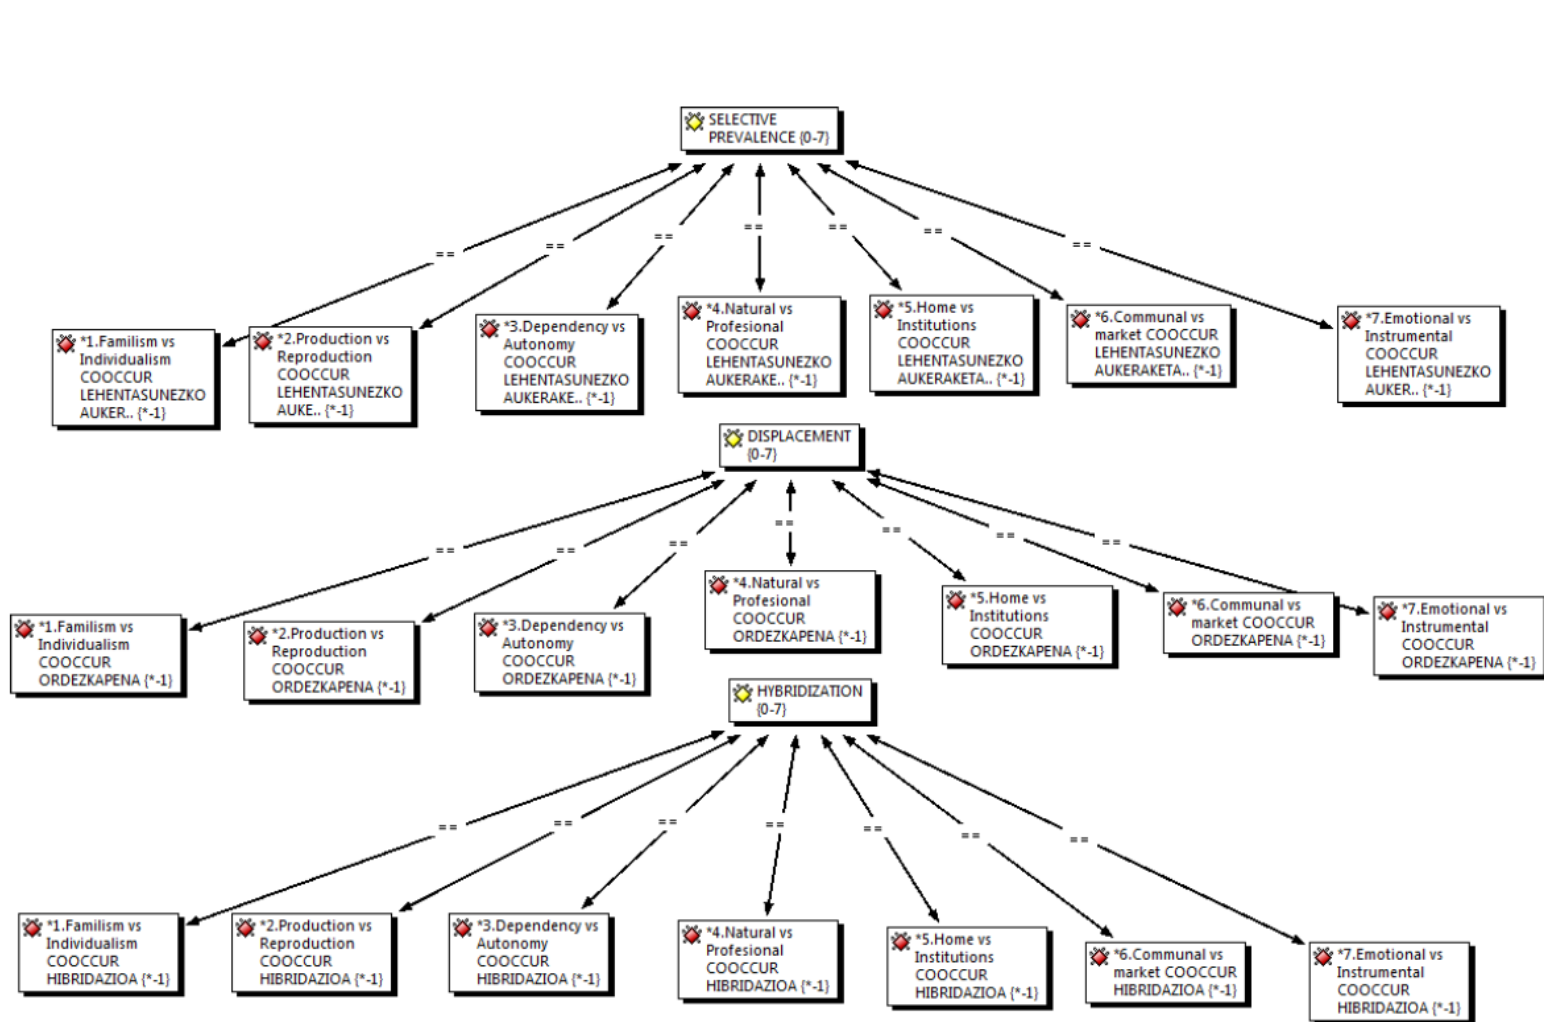 SELECTIVE
PREVALENCE {0-7}
==
==
==
==
==
==
==
*1.Familism vs
Individualism
COOCCUR
LEHENTASUNEZKO
AUKER.. {*-1}
*2.Production vs
Reproduction
COOCCUR
LEHENTASUNEZKO
AUKE.. {*-1}
*3.Dependency vs
Autonomy
COOCCUR
LEHENTASUNEZKO
AUKERAKE.. {*-1}
*4.Natural vs
Profesional
COOCCUR
LEHENTASUNEZKO
AUKERAKE.. {*-1}
*5.Home vs
Institutions
COOCCUR
LEHENTASUNEZKO
AUKERAKETA.. {*-1}
*6.Communal vs
market COOCCUR
LEHENTASUNEZKO
AUKERAKETA.. {*-1}
*7.Emotional vs
Instrumental
COOCCUR
LEHENTASUNEZKO
AUKER.. {*-1}
DISPLACEMENT
{0-7}
==
==
==
==
==
==
==
*1.Familism vs
Individualism
COOCCUR
ORDEZKAPENA {*-1}
*2.Production vs
Reproduction
COOCCUR
ORDEZKAPENA {*-1}
*3.Dependency vs
Autonomy
COOCCUR
ORDEZKAPENA {*-1}
*4.Natural vs
Profesional
COOCCUR
ORDEZKAPENA {*-1}
*5.Home vs
Institutions
COOCCUR
ORDEZKAPENA {*-1}
*6.Communal vs
market COOCCUR
ORDEZKAPENA {*-1}
*7.Emotional vs
Instrumental
COOCCUR
ORDEZKAPENA {*-1}
HYBRIDIZATION
{0-7}
==
==
==
==
==
==
==
*1.Familism vs
Individualism
COOCCUR
HIBRIDAZIOA {*-1}
*2.Production vs
Reproduction
COOCCUR
HIBRIDAZIOA {*-1}
*3.Dependency vs
Autonomy
COOCCUR
HIBRIDAZIOA {*-1}
*4.Natural vs
Profesional
COOCCUR
HIBRIDAZIOA {*-1}
*5.Home vs
Institutions
COOCCUR
HIBRIDAZIOA {*-1}
*6.Communal vs
market COOCCUR
HIBRIDAZIOA {*-1}
*7.Emotional vs
Instrumental
COOCCUR
HIBRIDAZIOA {*-1}